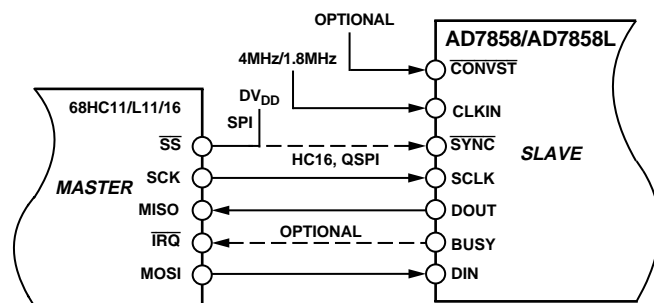 OPTIONAL
AD7858/AD7858L
4MHz/1.8MHz
CONVST
68HC11/L11/16
DVDD
CLKIN
SPI
SS
SYNC
SLAVE
HC16, QSPI
MASTER
SCK
SCLK
MISO
DOUT
OPTIONAL
IRQ
BUSY
MOSI
DIN